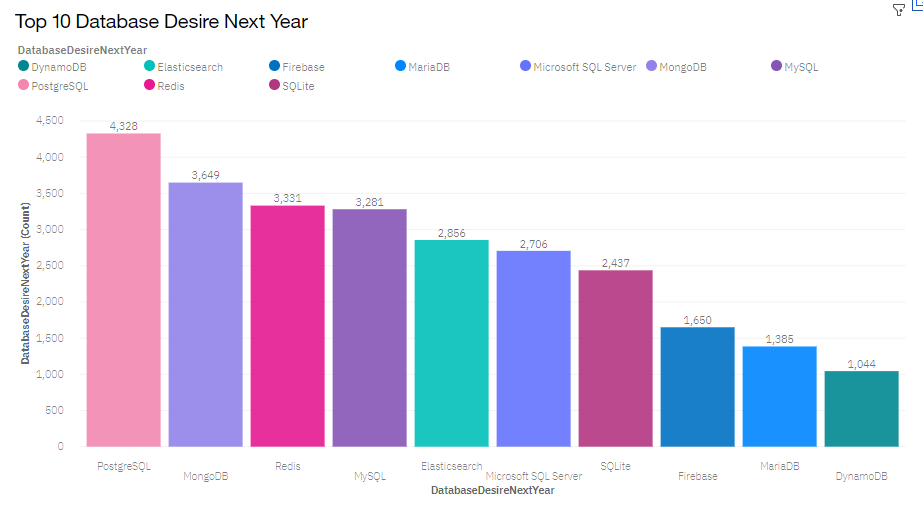 Top 10 Database Desire Next Year
DatabaseDesireNextYear
DynamoDB Elasticsearch Firebase MariaDB Microsoft SQL Server MongoDB MySQL
PostgreSQL Redis SQLite
DatabaseDesireNextYear (Count)
4,500
4,000
3,500
3,000
2,500
2,000
1,500
1,000
500
0
4,328
3,649
3,331
3,281
2,856
2,706
2,437
1,650
1,385
1,044
PostgreSQL
MongoDB
Redis
MySQL
Elasticsearch
Microsoft SQL Server
SQLite
Firebase
MariaDB
DynamoDB
DatabaseDesireNextYear